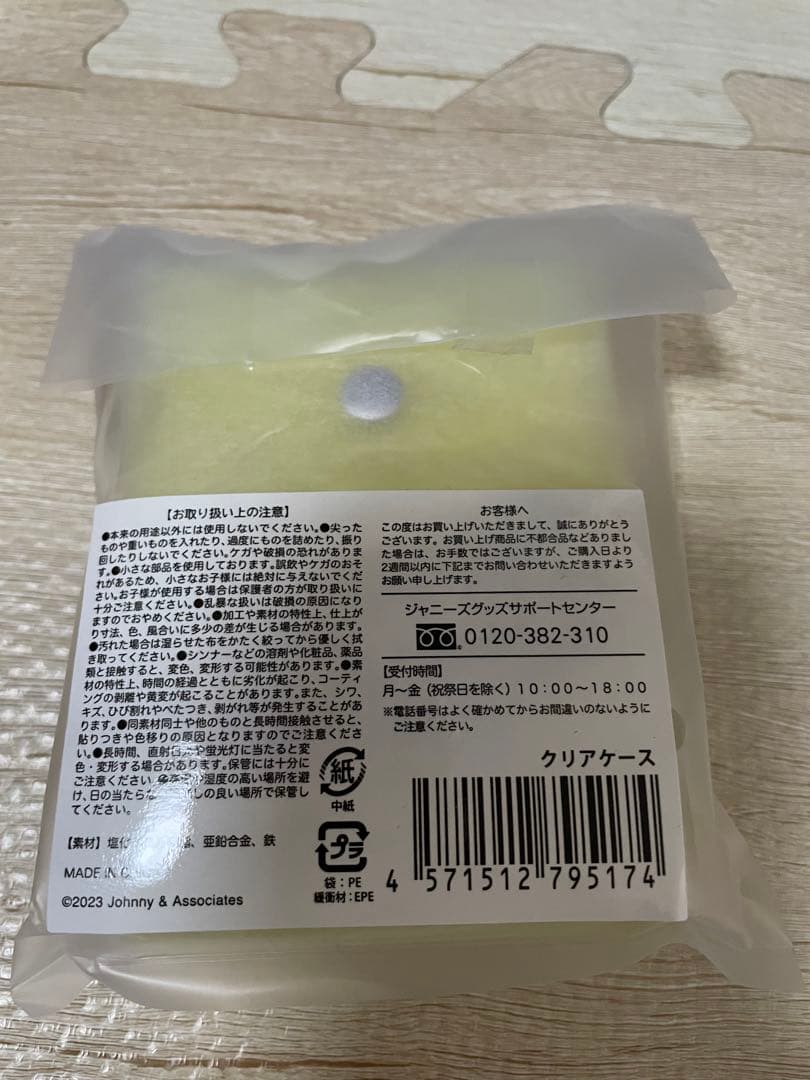 【お取り扱い上の注意】
●本来の用途以外には使用しないでください。●尖った
ものや重いものを入れたり、過度にものを詰めたり、振り
回したりしないでください。ケガや破損の恐れがありま
す。●小さな部品を使用しております。誤飲やケガのおそ
れがあるため、小さなお子様には絶対に与えないでくだ
さい。お子様が使用する場合は保護者の方が取り扱いに
十分ご注意ください。●乱暴な扱いは破損の原因になり
ますのでおやめください。●加工や素材の特性上、仕上が
り寸法、色、風合いに多少の差が生じる場合があります。
●汚れた場合は湿らせた布をかたく絞ってから優しく拭
き取ってください。●シンナーなどの溶剤や化粧品、薬品
類と接触すると、変色、変形する可能性があります。●素
材の特性上、時間の経過とともに劣化が起こり、コーティ
ングの剥離や黄変が起こることがあります。また、シワ、
キズ、ひび割れやべたつき、剥がれ等が発生することがあ
ります。●同素材同士や他のものと長時間接触させると、
貼りつきや色移りの原因となりますのでご注意ください
。●長時間、直射日光や蛍光灯に当たると変
色・変形する場合があります。保管には十分に
ご注意ください 湿度の高い場所を避
け、日の当たらな しの良い場所で保管し
てください。
【素材】塩化 、亜鉛合金、鉄
MADE IN
©2023 Johnny & Associates
紙
中紙
プラ
袋：PE
緩衝材：EPE
お客様へ
この度はお買い上げいただきまして、誠にありがとう
ございます。お買い上げ商品に不都合品などありまし
た場合は、お手数ではございますが、ご購入日より
2週間以内に下記までお問い合わせいただきますよう
お願い申し上げます。
ジャニーズグッズサポートセンター
0120-382-310
【受付時間】
月～金（祝祭日を除く）10：00～18：00
※電話番号はよく確かめてからお間違いのないように
ご注意ください。
クリアケース
4 571512 795174